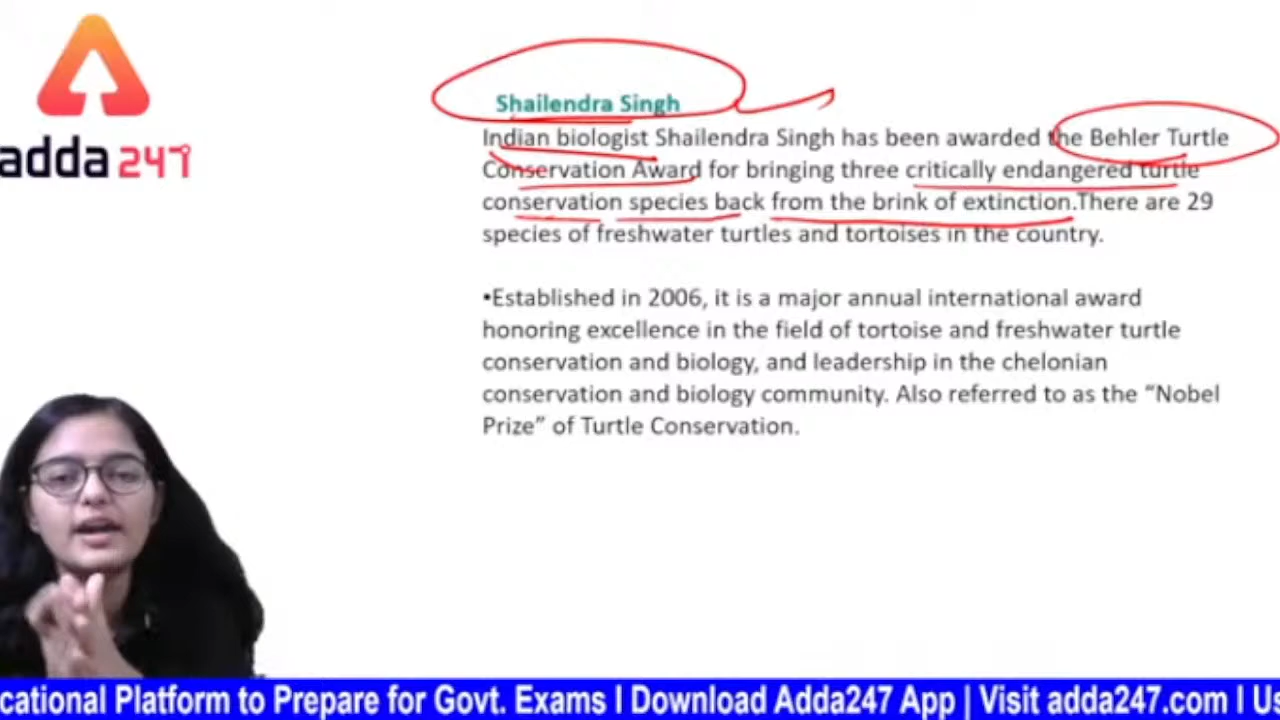 adda 247
Shailendra Singh
Indian biologist Shailendra Singh has been awarded the Behler Turtle
Conservation Award for bringing three critically endangered turtle
conservation species back from the brink of extinction.There are 29
species of freshwater turtles and tortoises in the country.
•Established in 2006, it is a major annual international award
honoring excellence in the field of tortoise and freshwater turtle
conservation and biology, and leadership in the chelonian
conservation and biology community. Also referred to as the “Nobel
Prize” of Turtle Conservation.
cational Platform to Prepare for Govt. Exams I Download Adda247 App | Visit adda247.com I Us